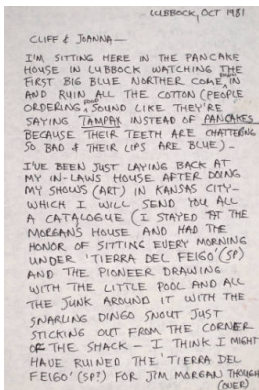 LUBBOCK, OCT 1981
CLIFF & JOANNA—
I'M SITTING HERE IN THE PANCAKE
HOUSE IN LUBBOCK WATCHING THE
FIRST BIG BLUE NORTHER COME IN
AND RUIN ALL THE COTTON (PEOPLE
ORDERING FOOD SOUND LIKE THEY'RE
SAYING TAMPAX INSTEAD OF PANCAKES
BECAUSE THEIR TEETH ARE CHATTERING
SO BAD & THEIR LIPS ARE BLUE) —
I'VE BEEN JUST LAYING BACK AT
MY IN-LAWS HOUSE AFTER DOING
MY SHOWS (ART) IN KANSAS CITY—
WHICH I WILL SEND YOU ALL
A CATALOGUE (I STAYED AT THE
MORGAN'S HOUSE AND HAD THE
HONOR OF SITTING EVERY MORNING
UNDER 'TIERRA DEL FEIGO' (SP)
AND THE PIONEER DRAWING
WITH THE LITTLE POOL AND ALL
THE JUNK AROUND IT WITH THE
SNARLING DINGO SNOUT JUST
STICKING OUT FROM THE CORNER
OF THE SHACK — I THINK I MIGHT
HAVE RUINED THE 'TIERRA DEL
FEIGO' (SP?) FOR JIM MORGAN THOUGH
(OVER)